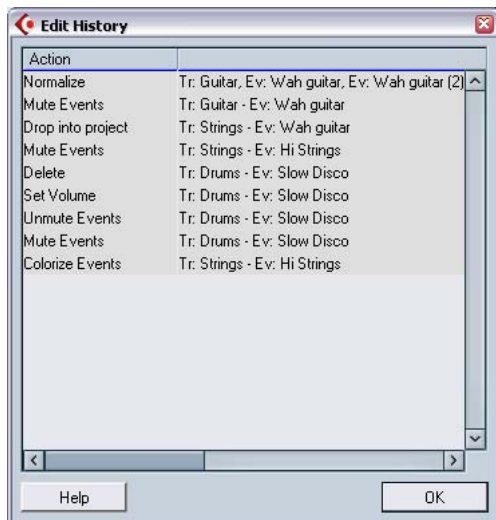 Edit History
Action
Normalize Tr: Guitar, Ev: Wah guitar, Ev: Wah guitar (2)
Mute Events Tr: Guitar - Ev: Wah guitar
Drop into project Tr: Strings - Ev: Wah guitar
Mute Events Tr: Strings - Ev: Hi Strings
Delete Tr: Drums - Ev: Slow Disco
Set Volume Tr: Drums - Ev: Slow Disco
Unmute Events Tr: Drums - Ev: Slow Disco
Mute Events Tr: Drums - Ev: Slow Disco
Colorize Events Tr: Strings - Ev: Hi Strings
Help OK